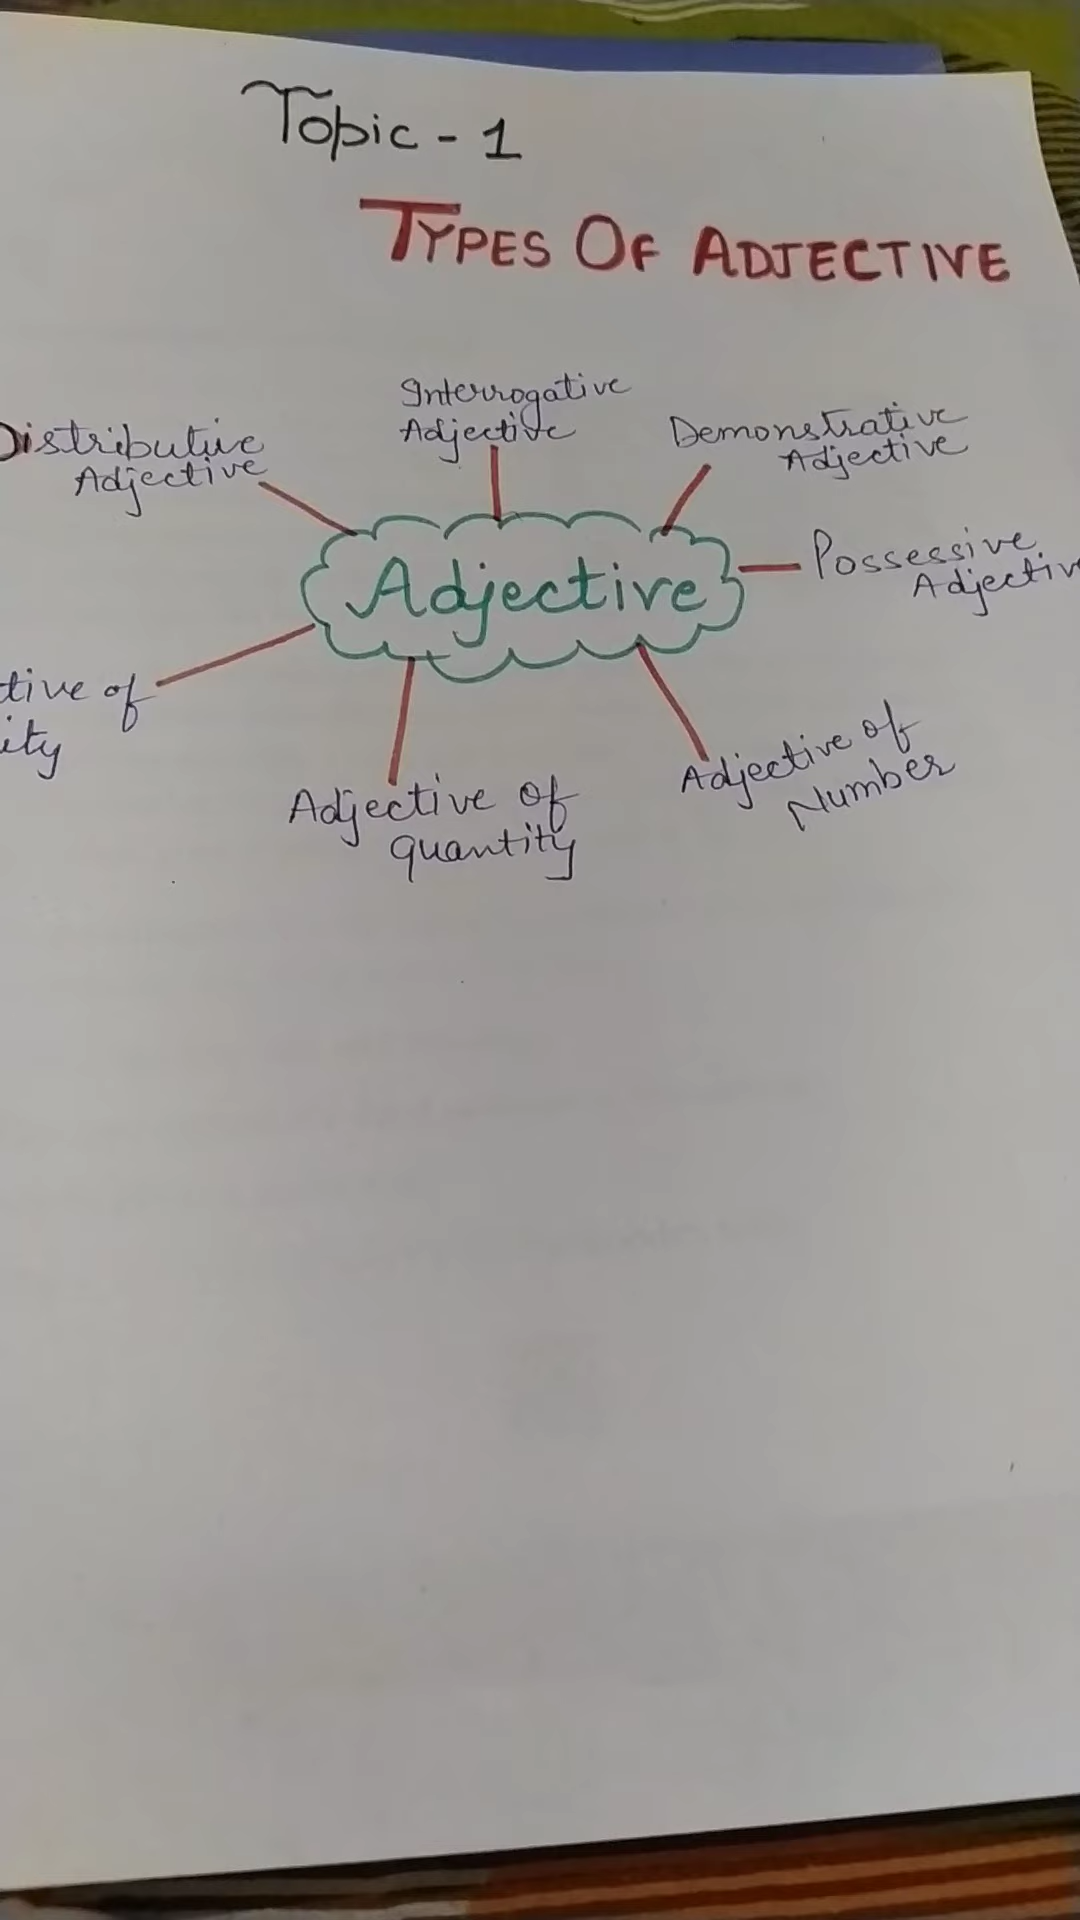 Topic - 1
TYPES OF ADJECTIVE
Interrogative
Adjective
Distributive
Adjective
Demonstrative
Adjective
Possessive
Adjectiv
Adjective
tive of
ity
Adjective of
quantity
Adjective of
Number